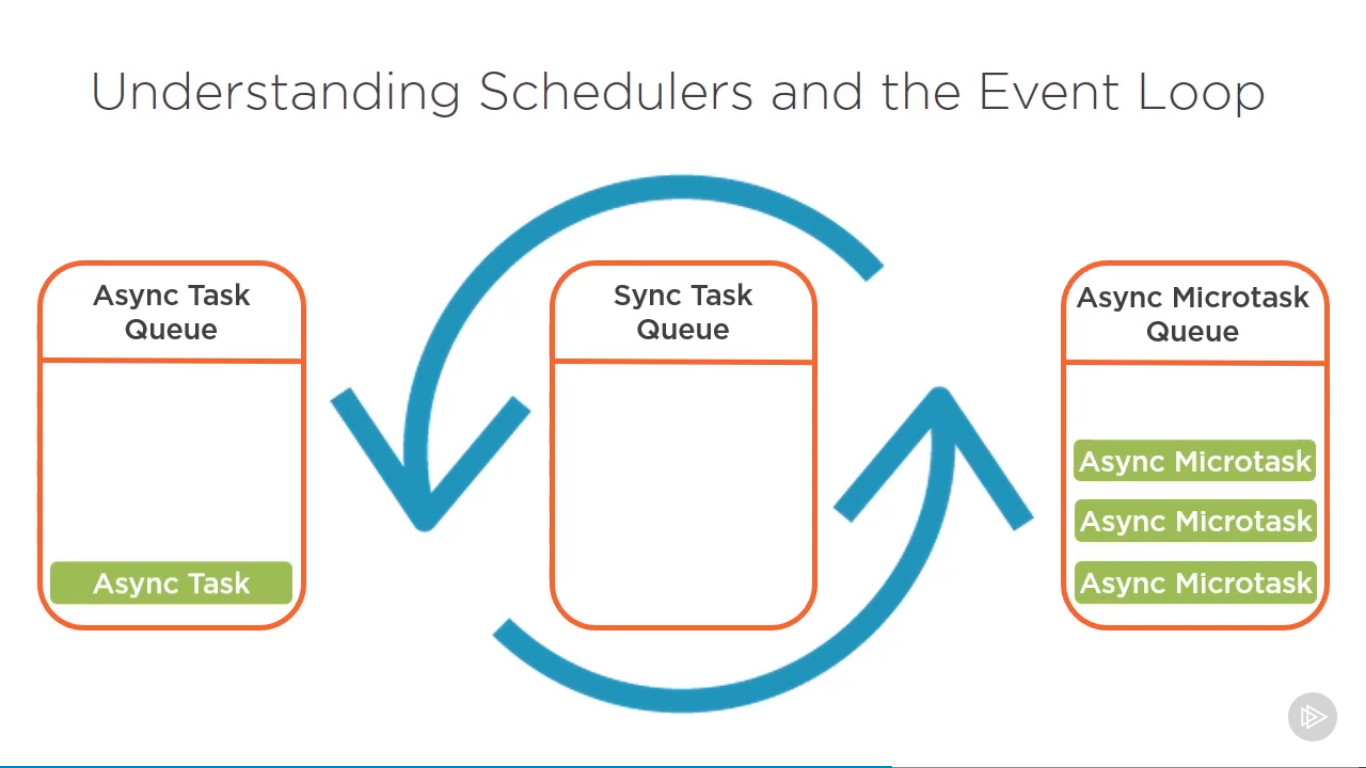 Understanding Schedulers and the Event Loop
Async Task
Queue
Async Task
Sync Task
Queue
Async Microtask
Queue
Async Microtask
Async Microtask
Async Microtask